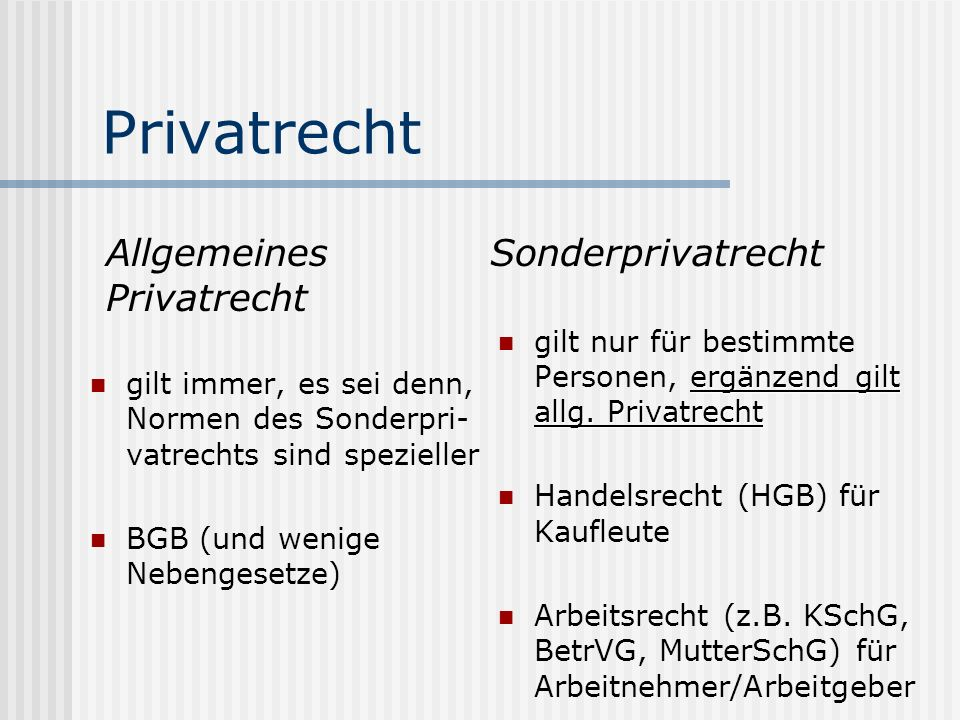 Privatrecht
Allgemeines
Privatrecht
gilt immer, es sei denn,
Normen des Sonderpri-
vatrechts sind spezieller
BGB (und wenige
Nebengesetze)
Sonderprivatrecht
gilt nur für bestimmte
Personen, ergänzend gilt
allg. Privatrecht
Handelsrecht (HGB) für
Kaufleute
Arbeitsrecht (z.B. KSchG,
BetrVG, MutterSchG) für
Arbeitnehmer/Arbeitgeber